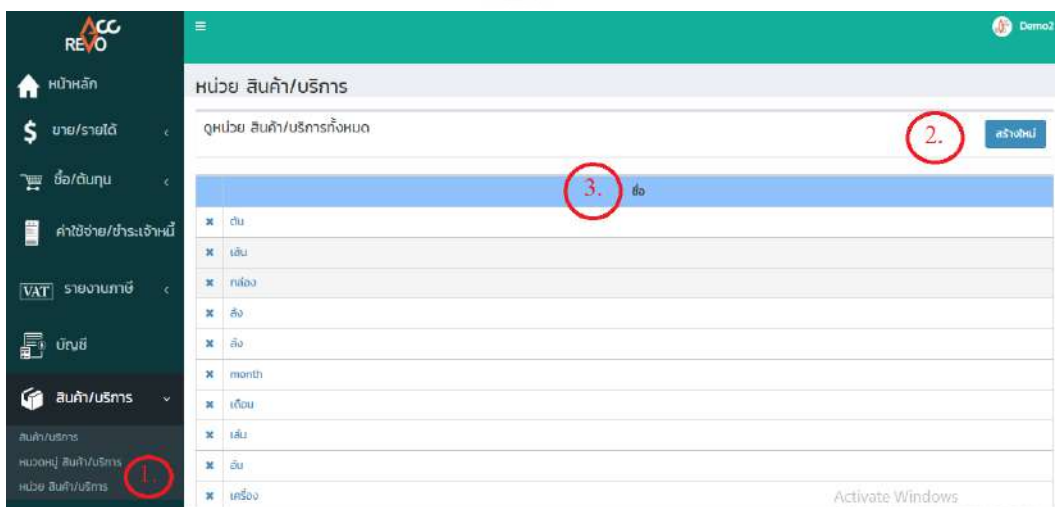 ACC
REVO
Demo2
หน้าหลัก
ขาย/รายได้
ซื้อ/ต้นทุน
ค่าใช้จ่าย/ชำระเจ้าหนี้
VAT รายงานภาษี
บัญชี
สินค้า/บริการ
สินค้า/บริการ
หมวดหมู่ สินค้า/บริการ
หน่วย สินค้า/บริการ
1.
หน่วย สินค้า/บริการ
ดูหน่วย สินค้า/บริการทั้งหมด
2.
สร้างใหม่
3. ชื่อ
ตัน
เส้น
กล่อง
ลัง
ลัง
month
เดือน
เล่ม
อัน
เครื่อง
Activate Windows